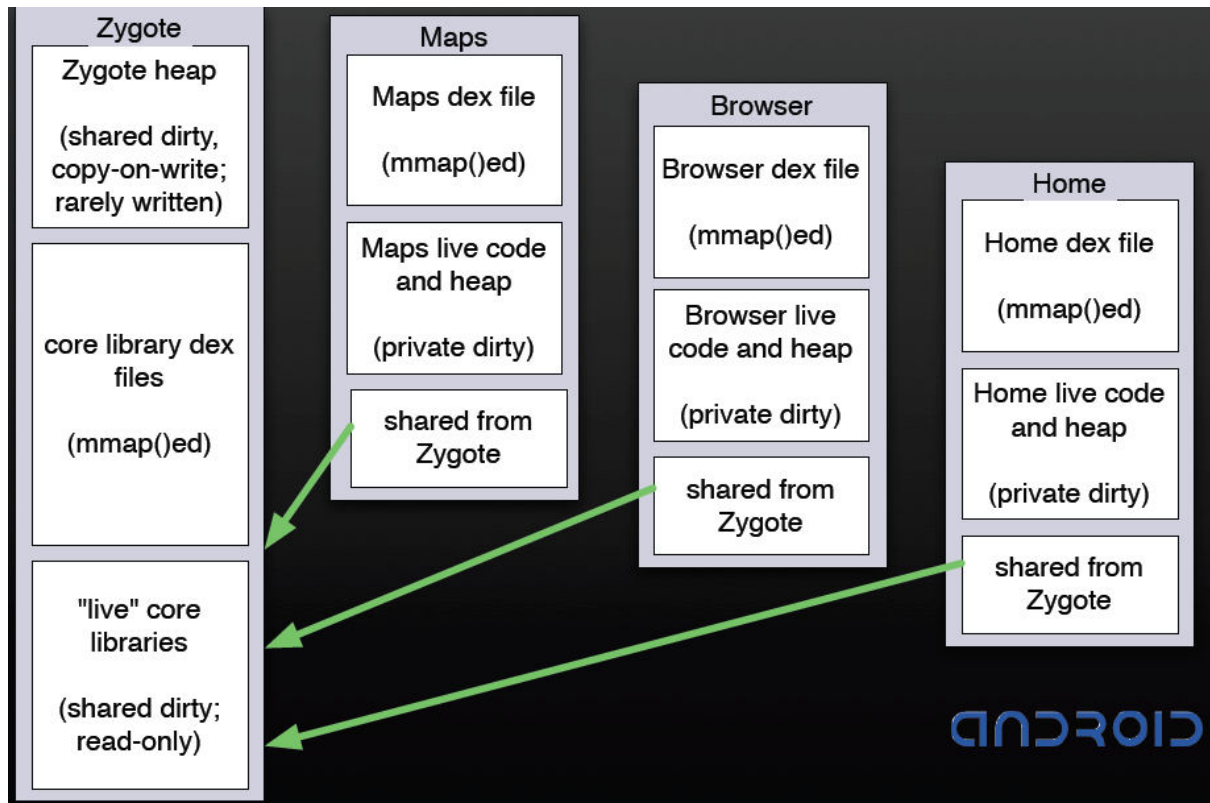 Zygote
Zygote heap
(shared dirty,
copy-on-write;
rarely written)
core library dex
files
(mmap()ed)
"live" core
libraries
(shared dirty;
read-only)
Maps
Maps dex file
(mmap()ed)
Maps live code
and heap
(private dirty)
shared from
Zygote
Browser
Browser dex file
(mmap()ed)
Browser live
code and heap
(private dirty)
shared from
Zygote
Home
Home dex file
(mmap()ed)
Home live code
and heap
(private dirty)
shared from
Zygote
ANDROID